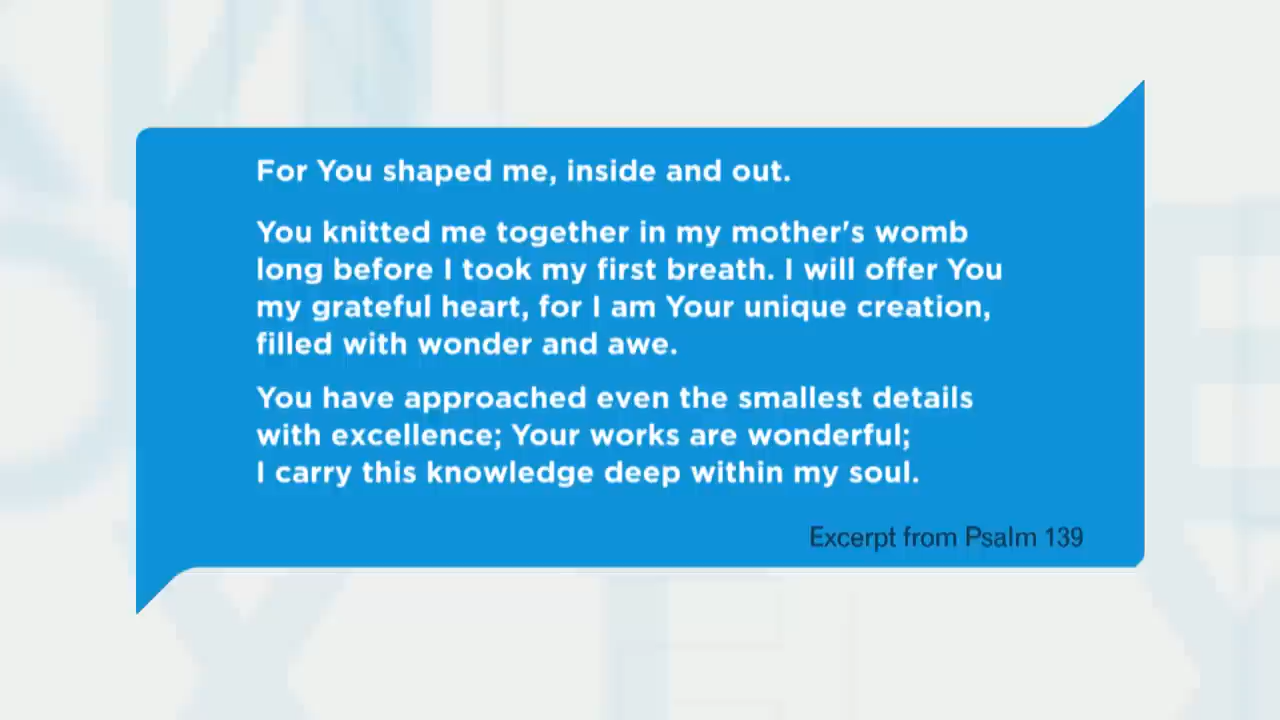 For You shaped me, inside and out.
You knitted me together in my mother's womb
long before I took my first breath. I will offer You
my grateful heart, for I am Your unique creation,
filled with wonder and awe.
You have approached even the smallest details
with excellence; Your works are wonderful;
I carry this knowledge deep within my soul.
Excerpt from Psalm 139